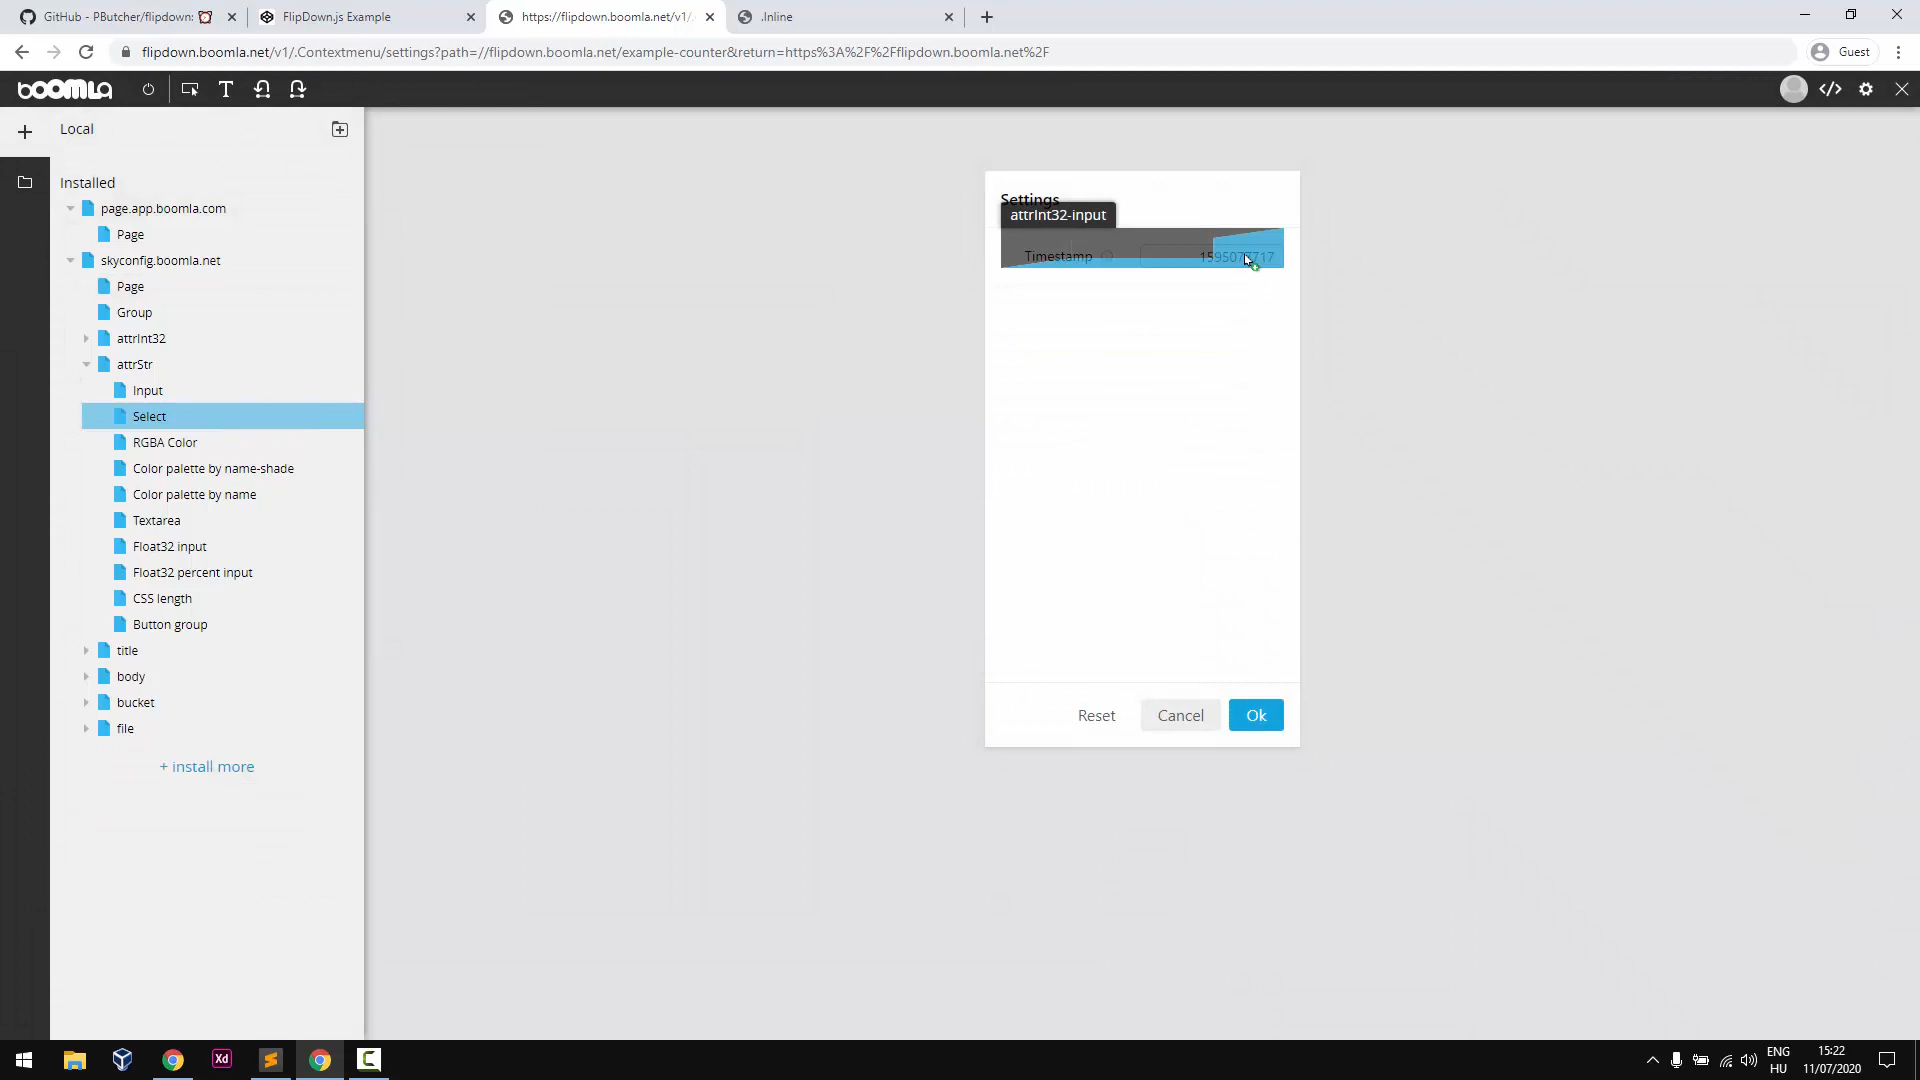 GitHub - PButcher/flipdown:
FlipDown.js Example
https://flipdown.boomla.net/v1/.
.Inline
flipdown.boomla.net/v1/.Contextmenu/settings?path=//flipdown.boomla.net/example-counter&return=https%3A%2F%2Fflipdown.boomla.net%2F
Guest
boomla
Local
Installed
page.app.boomla.com
Page
skyconfig.boomla.net
Page
Group
attrInt32
attrStr
Input
Select
RGBA Color
Color palette by name-shade
Color palette by name
Textarea
Float32 input
Float32 percent input
CSS length
Button group
title
body
bucket
file
+ install more
Settings
attrInt32-input
Timestamp
1595077717
Reset
Cancel
Ok
Xd
ENG
HU
15:22
11/07/2020